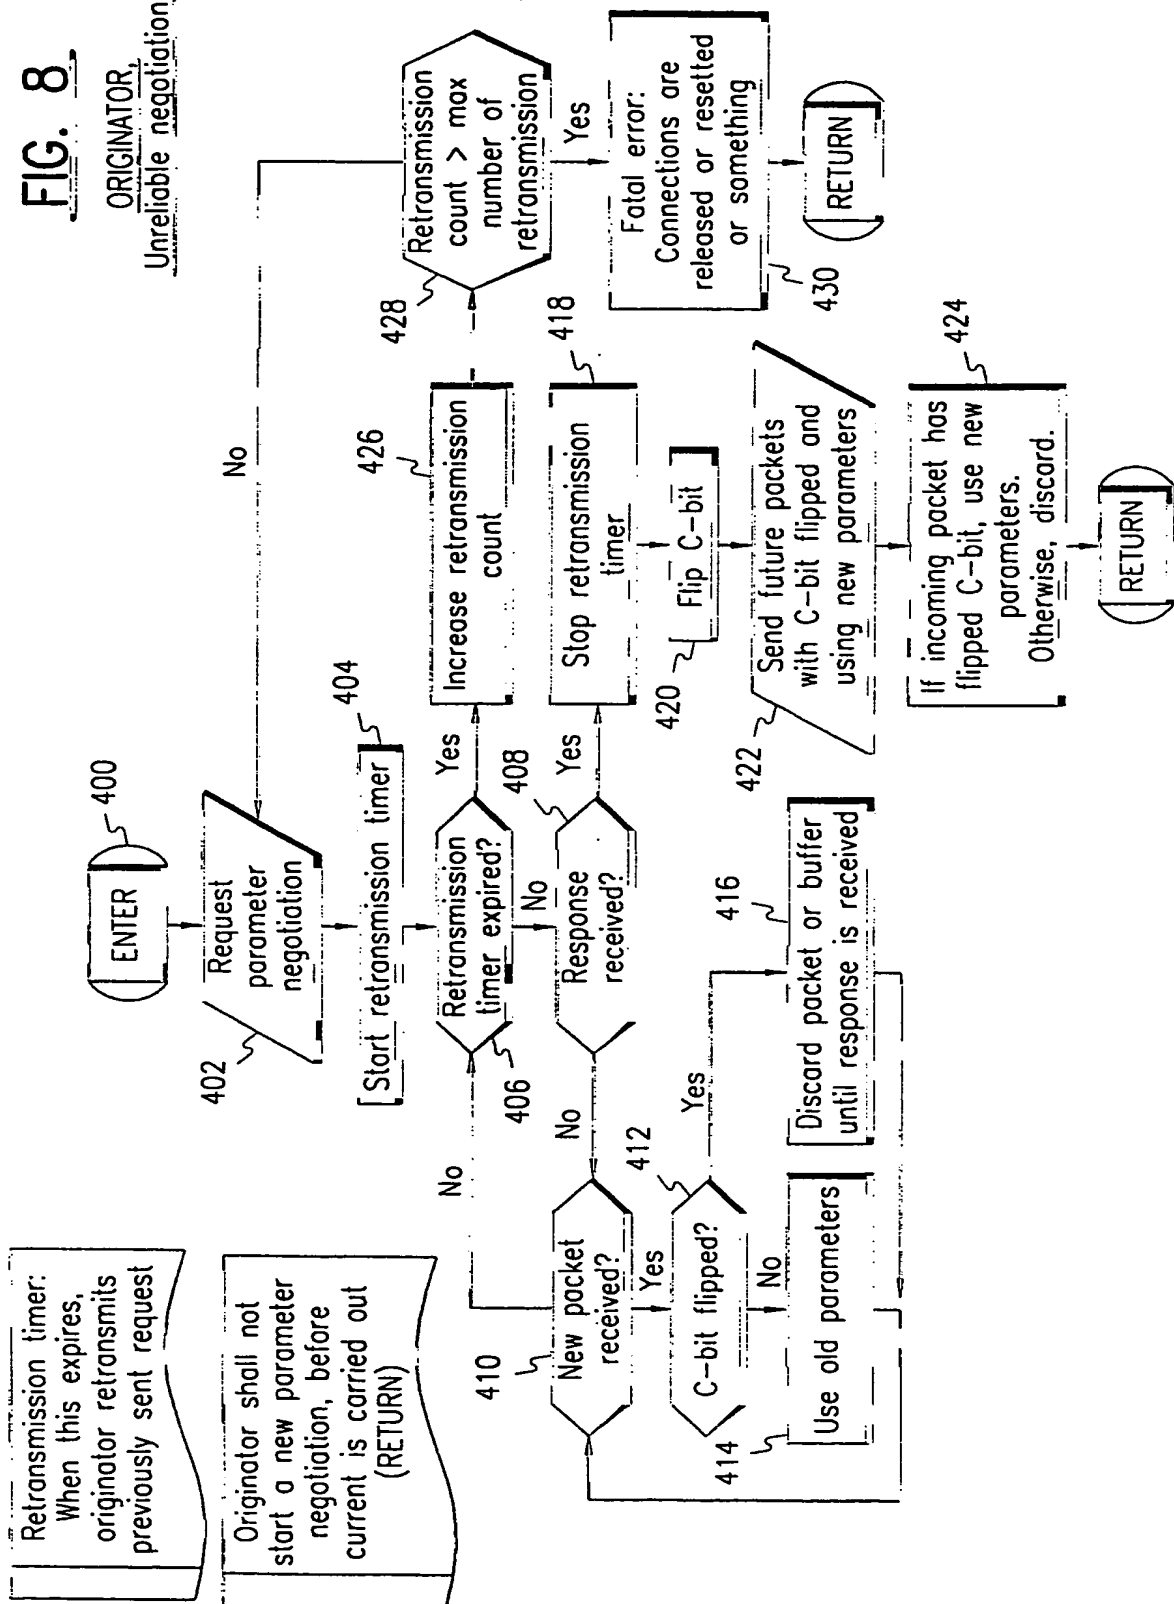 FIG. 8
ORIGINATOR,
Unreliable negotiation
Retransmission timer:
When this expires,
originator retransmits
previously sent request
Originator shall not
start a new parameter
negotiation, before
current is carried out
(RETURN)
ENTER
400
Request
parameter
negotiation
402
No
Start retransmission timer
404
Retransmission
timer expired?
406
Yes
No
Increase retransmission
count
426
Retransmission
count > max
number of
retransmission
428
Yes
Fatal error:
Connections are
released or resetted
or something
430
RETURN
Response
received?
408
Yes
No
Stop retransmission
timer
418
Flip C-bit
420
Send future packets
with C-bit flipped and
using new parameters
422
If incoming packet has
flipped C-bit, use new
parameters.
Otherwise, discard.
424
RETURN
New packet
received?
410
No
Yes
C-bit flipped?
412
Yes
No
Use old parameters
414
Discard packet or buffer
until response is received
416